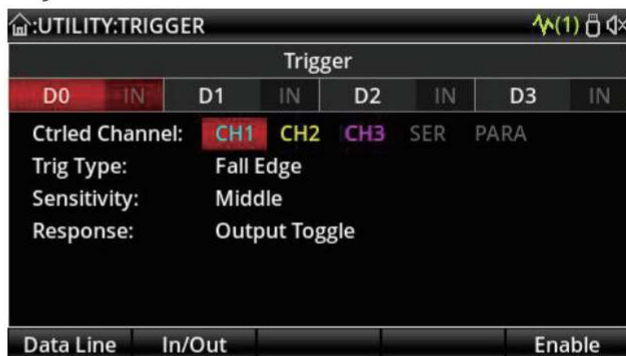 :UTILITY:TRIGGER (1)
Trigger
D0 IN D1 IN D2 IN D3 IN
Ctrled Channel: CH1 CH2 CH3 SER PARA
Trig Type: Fall Edge
Sensitivity: Middle
Response: Output Toggle
Data Line In/Out Enable